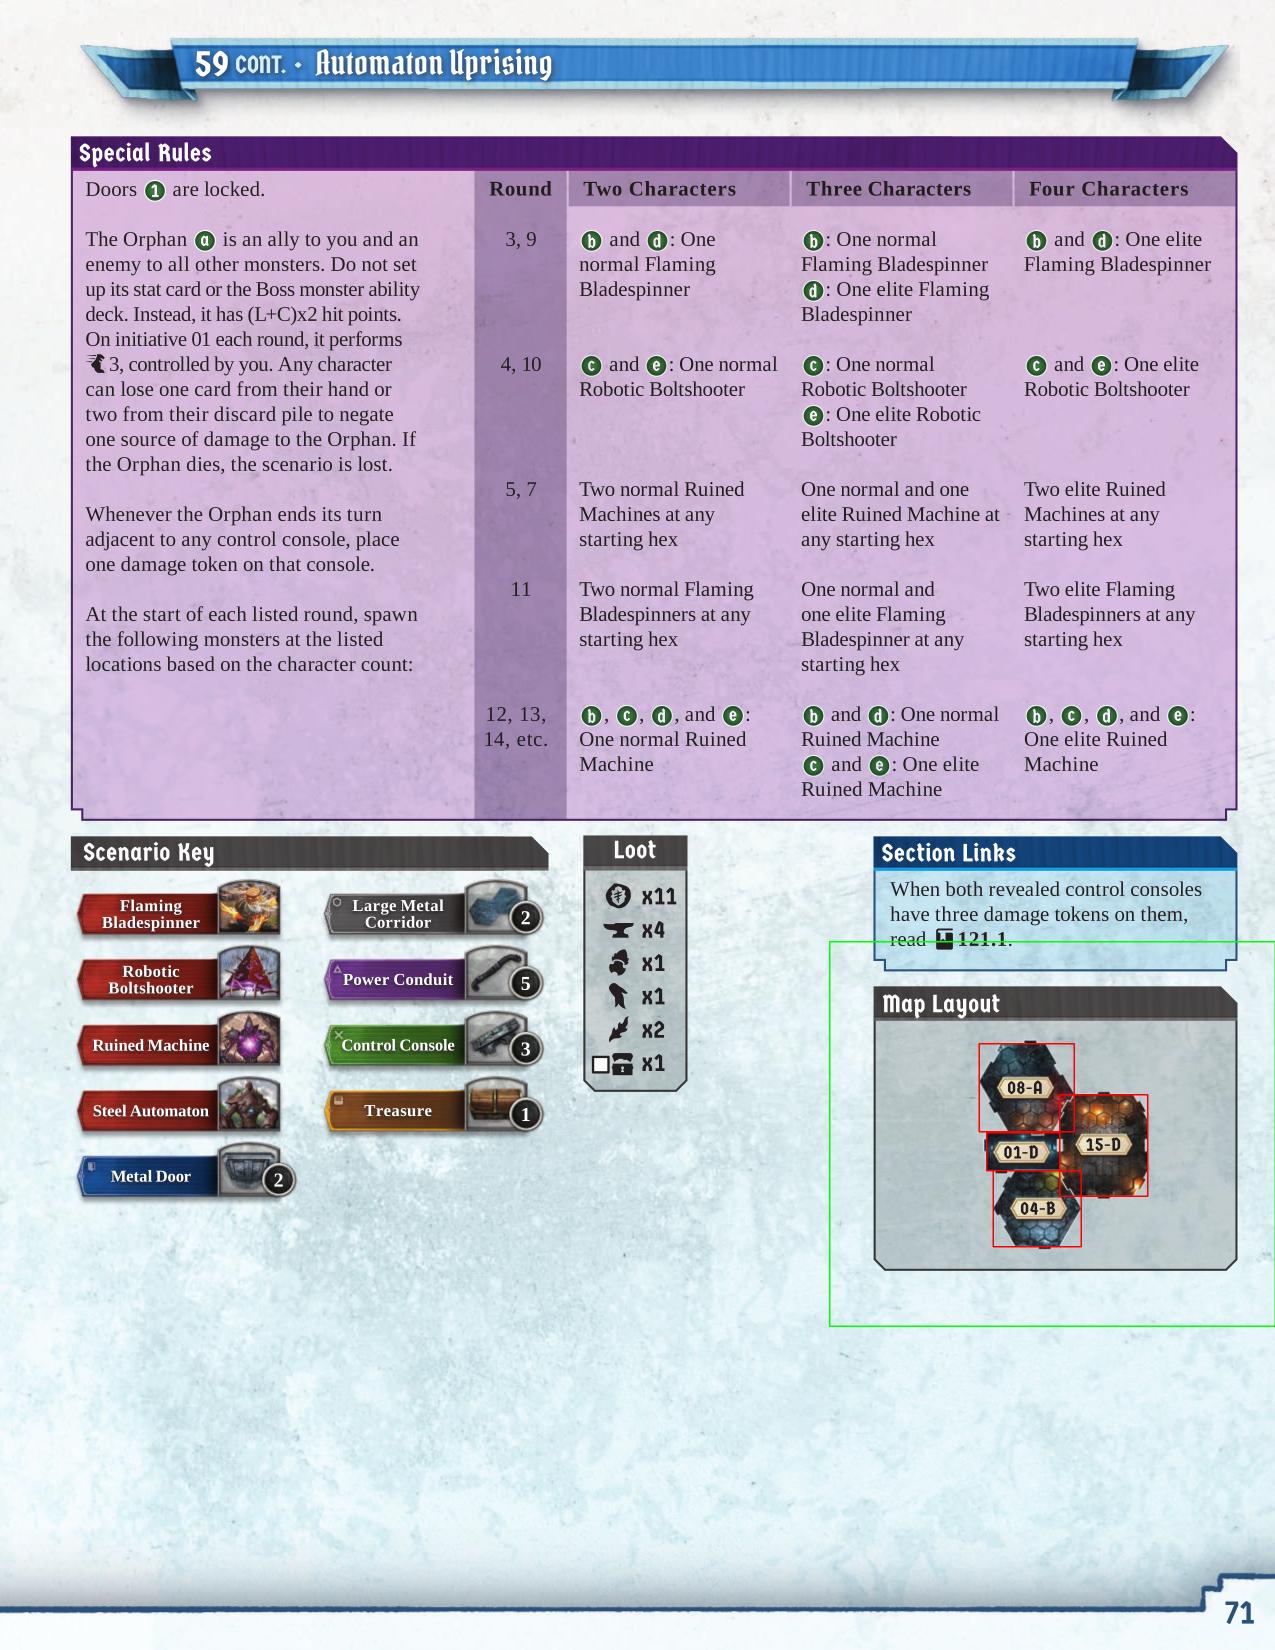 59 CONT. • Automaton Uprising
Special Rules
Doors 1 are locked.
The Orphan a is an ally to you and an
enemy to all other monsters. Do not set
up its stat card or the Boss monster ability
deck. Instead, it has (L+C)x2 hit points.
On initiative 01 each round, it performs
3, controlled by you. Any character
can lose one card from their hand or
two from their discard pile to negate
one source of damage to the Orphan. If
the Orphan dies, the scenario is lost.
Whenever the Orphan ends its turn
adjacent to any control console, place
one damage token on that console.
At the start of each listed round, spawn
the following monsters at the listed
locations based on the character count:
Round Two Characters Three Characters Four Characters
3, 9
b and d: One
normal Flaming
Bladespinner
b: One normal
Flaming Bladespinner
d: One elite Flaming
Bladespinner
b and d: One elite
Flaming Bladespinner
4, 10
c and e: One normal
Robotic Boltshooter
c: One normal
Robotic Boltshooter
e: One elite Robotic
Boltshooter
c and e: One elite
Robotic Boltshooter
5, 7
Two normal Ruined
Machines at any
starting hex
One normal and one
elite Ruined Machine at
any starting hex
Two elite Ruined
Machines at any
starting hex
11
Two normal Flaming
Bladespinners at any
starting hex
One normal and
one elite Flaming
Bladespinner at any
starting hex
Two elite Flaming
Bladespinners at any
starting hex
12, 13,
14, etc.
b, c, d, and e:
One normal Ruined
Machine
b and d: One normal
Ruined Machine
c and e: One elite
Ruined Machine
b, c, d, and e:
One elite Ruined
Machine
Scenario Key
Flaming
Bladespinner
Robotic
Boltshooter
Ruined Machine
Steel Automaton
Metal Door 2
Large Metal
Corridor 2
Power Conduit 5
Control Console 3
Treasure 1
Loot
x11
x4
x1
x1
x2
x1
Section Links
When both revealed control consoles
have three damage tokens on them,
read 121.1.
Map Layout
08-A
01-D
15-D
04-B
71